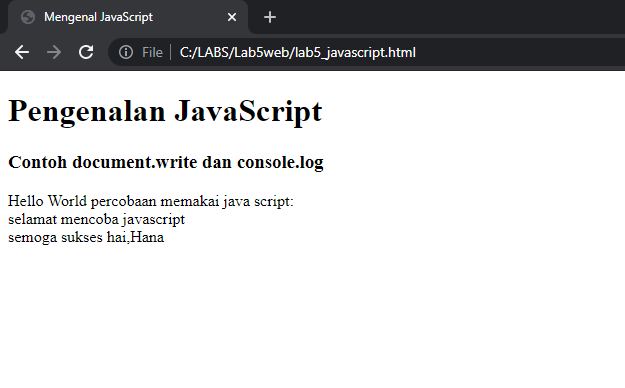 Mengenal JavaScript
File C:/LABS/Lab5web/lab5_javascript.html
Pengenalan JavaScript
Contoh document.write dan console.log
Hello World percobaan memakai java script:
selamat mencoba javascript
semoga sukses hai,Hana